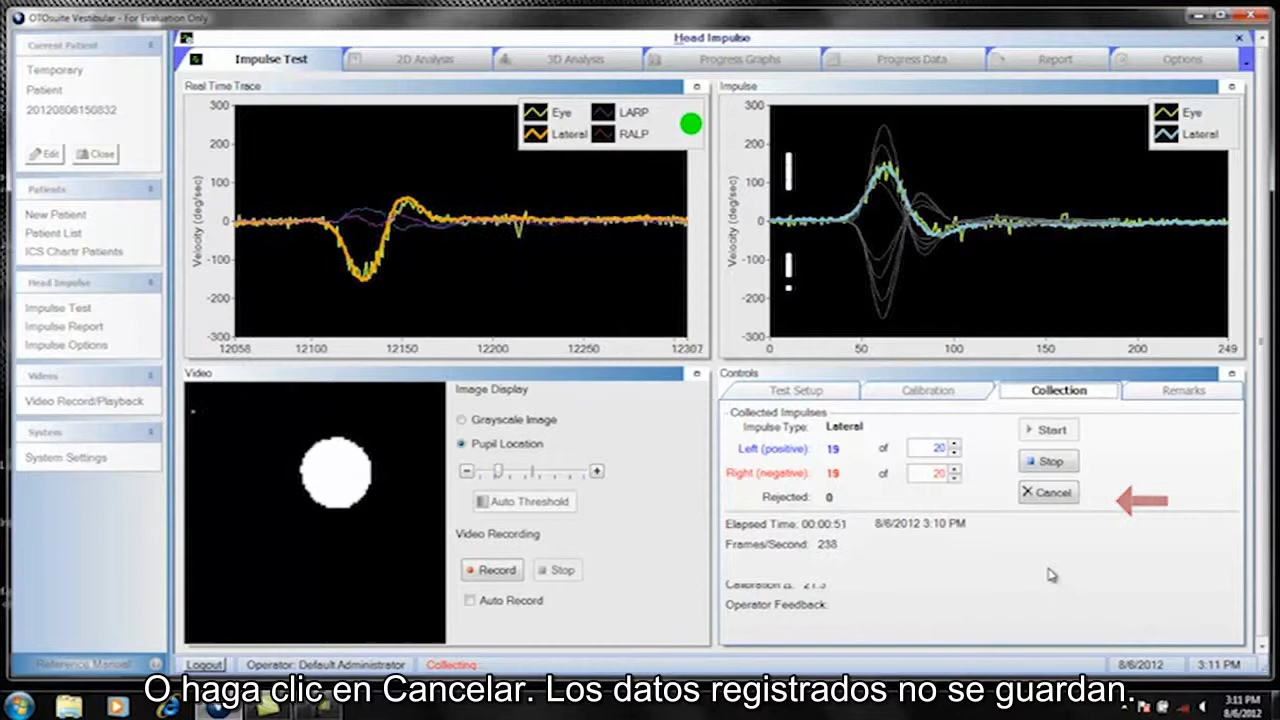 OTOsuite Vestibular - For Evaluation Only
Current Patient
Temporary
Patient
20120806150832
Edit
Close
Patients
New Patient
Patient List
ICS Chartr Patients
Head Impulse
Impulse Test
Impulse Report
Impulse Options
Videos
Video Record/Playback
System
System Settings
Reference Manual
Head Impulse
Impulse Test
2D Analysis
3D Analysis
Progress Graphs
Progress Data
Report
Options
Real Time Trace
Eye
LARP
Lateral
RALP
Velocity (deg/sec)
300
200
100
0
-100
-200
-300
12058
12100
12150
12200
12250
12307
Impulse
Eye
Lateral
Velocity (deg/sec)
300
200
100
0
-100
-200
-300
0
50
100
150
200
249
Video
Image Display
Grayscale Image
Pupil Location
Auto Threshold
Video Recording
Record
Stop
Auto Record
Controls
Test Setup
Calibration
Collection
Remarks
Collected Impulses
Impulse Type: Lateral
Left (positive): 19 of 20
Right (negative): 19 of 20
Rejected: 0
Start
Stop
Cancel
Elapsed Time: 00:00:51 8/6/2012 3:10 PM
Frames/Second: 238
Operator Feedback:
Logout
Operator: Default Administrator
Collecting
8/6/2012
3:11 PM
O haga clic en Cancelar. Los datos registrados no se guardan.
3:11 PM
8/6/2012